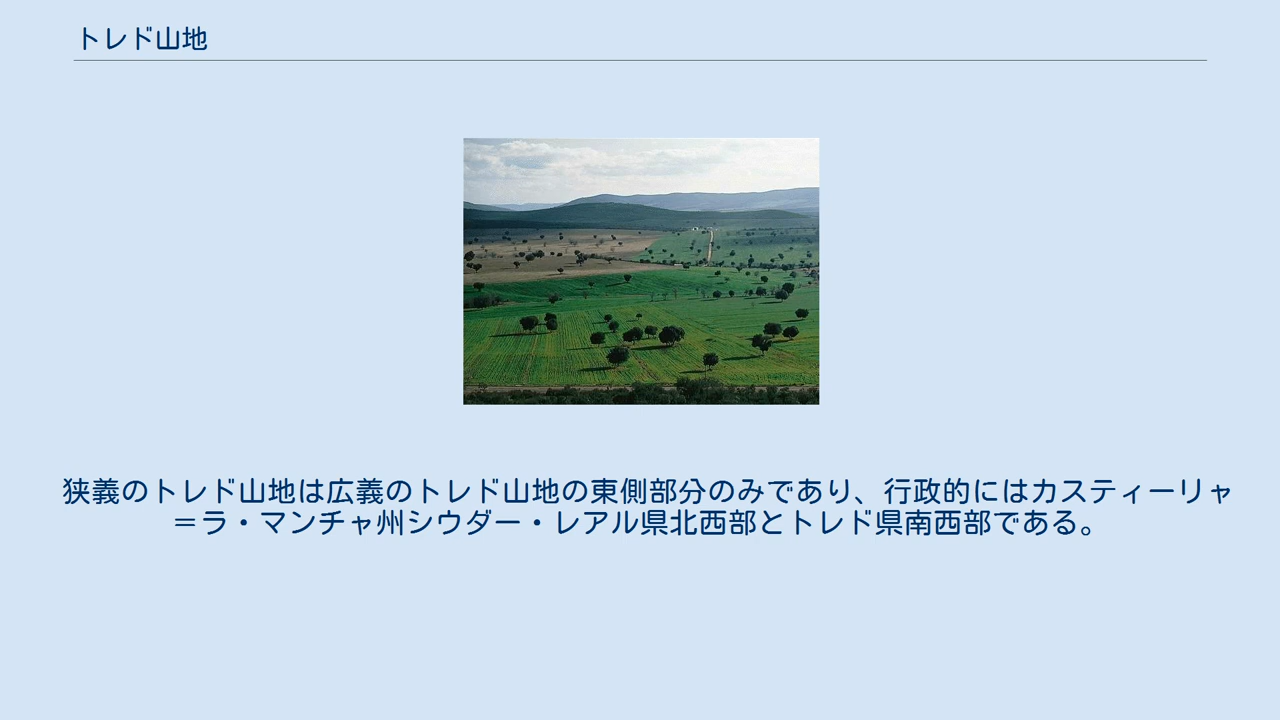 トレド山地
狭義のトレド山地は広義のトレド山地の東側部分のみであり、行政的にはカスティーリャ
＝ラ・マンチャ州シウダー・レアル県北西部とトレド県南西部である。